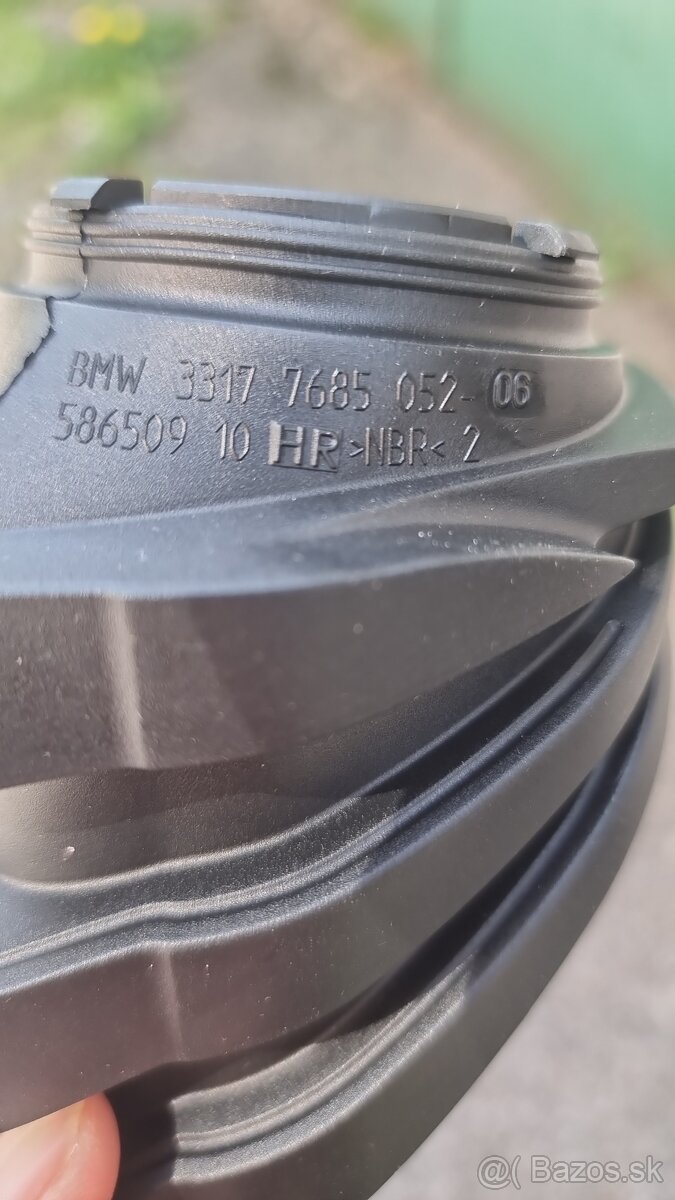 BMW 3317 7685 052-06
586509 10 HR >NBR< 2
@( Bazos.sk